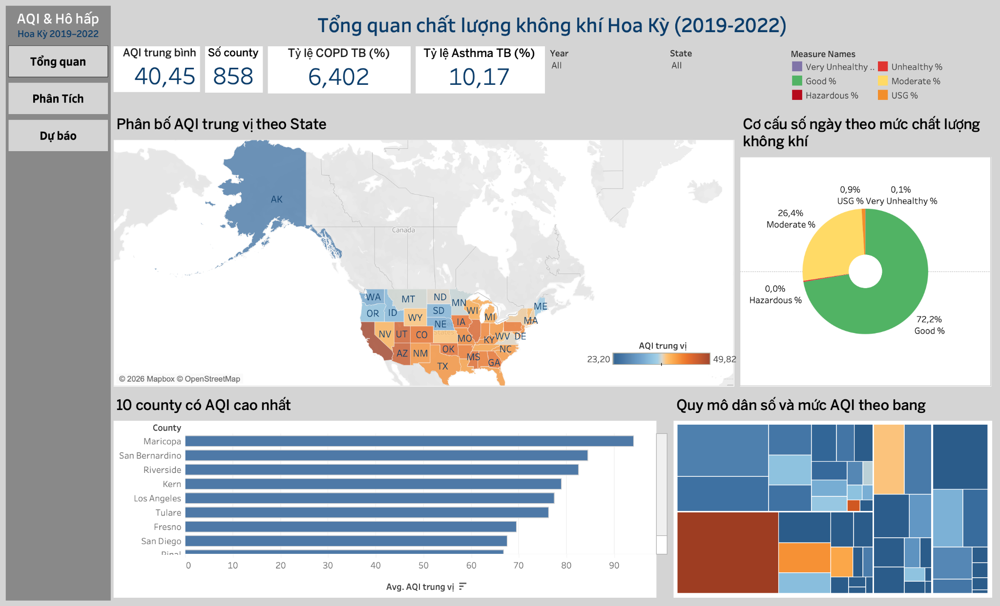 AQI & Hô hấp
Hoa Kỳ 2019–2022
Tổng quan
Phân Tích
Dự báo
Tổng quan chất lượng không khí Hoa Kỳ (2019-2022)
AQI trung bình
40,45
Số county
858
Tỷ lệ COPD TB (%)
6,402
Tỷ lệ Asthma TB (%)
10,17
Year
All
State
All
Measure Names
Very Unhealthy ..
Unhealthy %
Good %
Moderate %
Hazardous %
USG %
Phân bố AQI trung vị theo State
AK
Canada
WA
MT
ND
MN
OR
ID
SD
WI
ME
WY
MI
MA
NE
IA
NV
UT
CO
States
MO
KY
WV
DE
AZ
NM
OK
MS
NC
TX
GA
AQI trung vị
23,20
49,82
© 2026 Mapbox © OpenStreetMap
Cơ cấu số ngày theo mức chất lượng
không khí
0,9%
USG %
0,1%
Very Unhealthy %
26,4%
Moderate %
0,0%
Hazardous %
72,2%
Good %
10 county có AQI cao nhất
County
Maricopa
San Bernardino
Riverside
Kern
Los Angeles
Tulare
Fresno
San Diego
Pinal
0 10 20 30 40 50 60 70 80 90
Avg. AQI trung vị
Quy mô dân số và mức AQI theo bang